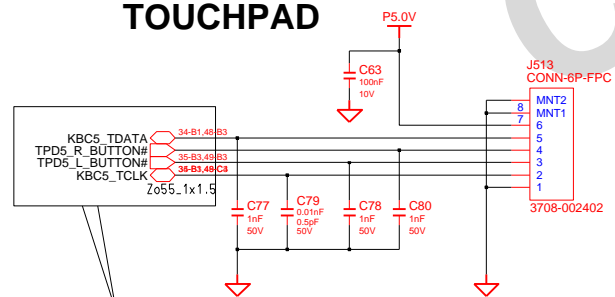 TOUCHPAD
P5.0V
C63
100nF
10V
J513
CONN-6P-FPC
MNT2
8 MNT1
7
6
5
4
3
2
1
3708-002402
KBC5_TDATA 34-B1,48-B3
TPD5_R_BUTTON#
TPD5_L_BUTTON# 35-B3,49-B3
KBC5_TCLK
Zo55_1x1.5
C77
1nF
50V
C79
0.01nF
0.5pF
50V
C78
1nF
50V
C80
1nF
50V